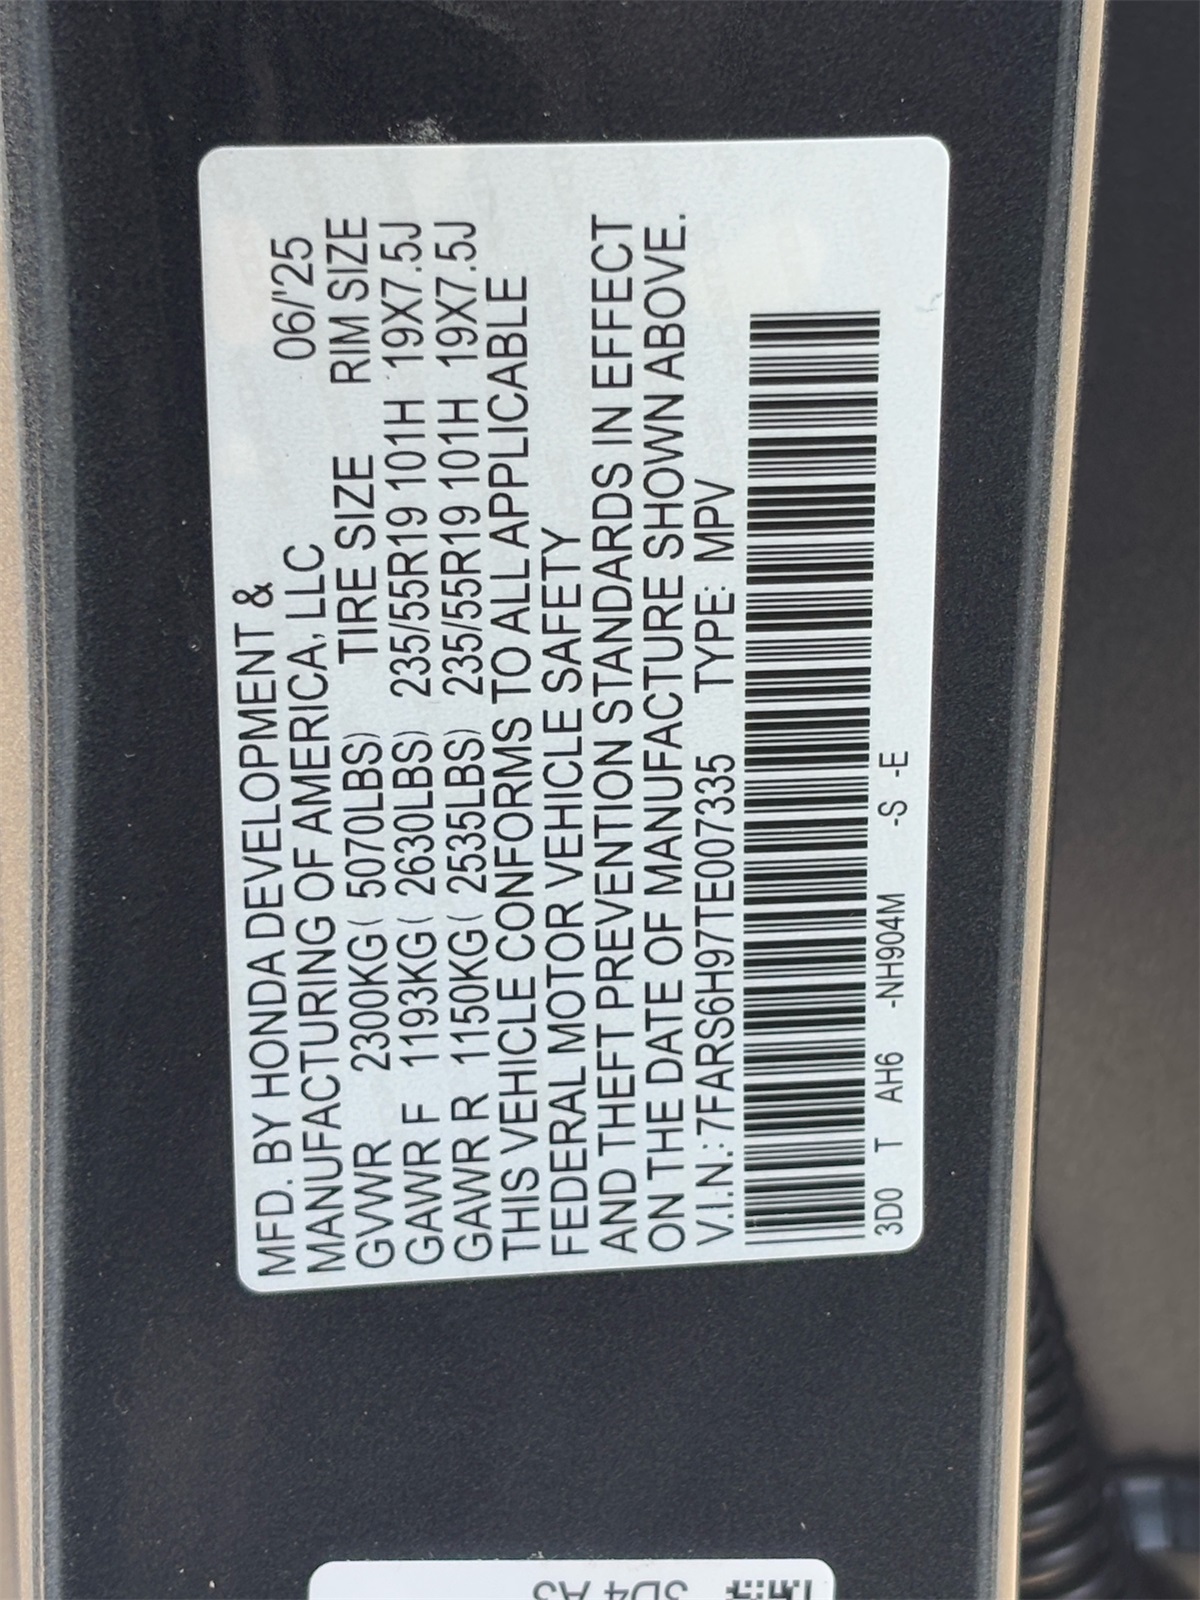 MFD. BY HONDA DEVELOPMENT &
MANUFACTURING OF AMERICA, LLC 06/'25
GVWR 2300KG( 5070LBS) TIRE SIZE RIM SIZE
GAWR F 1193KG( 2630LBS) 235/55R19 101H 19X7.5J
GAWR R 1150KG( 2535LBS) 235/55R19 101H 19X7.5J
THIS VEHICLE CONFORMS TO ALL APPLICABLE
FEDERAL MOTOR VEHICLE SAFETY
AND THEFT PREVENTION STANDARDS IN EFFECT
ON THE DATE OF MANUFACTURE SHOWN ABOVE.
V.I.N.: 7FARS6H97TE007335 TYPE: MPV
3D0 T AH6 -NH904M -S -E